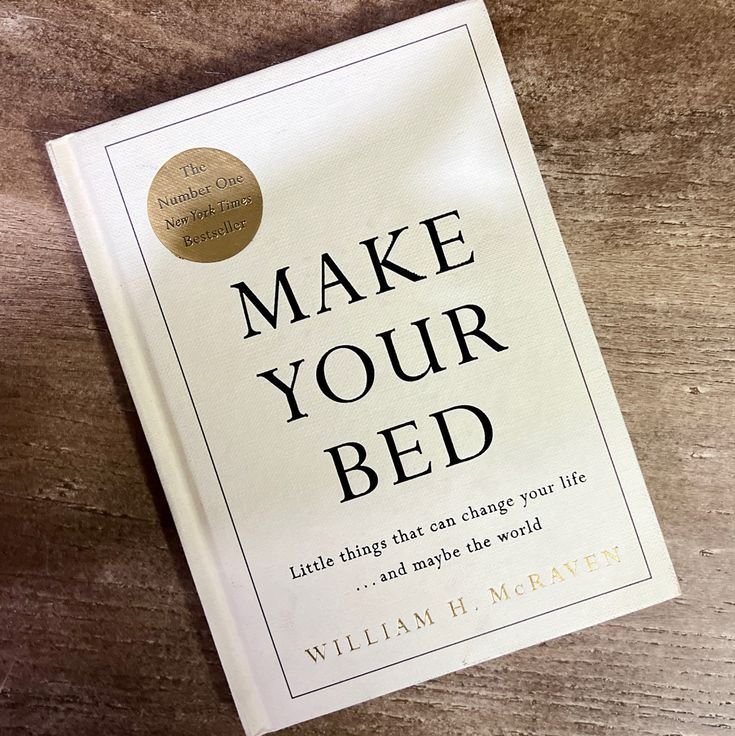 The
Number One
New York Times
Bestseller
MAKE
YOUR
BED
Little things that can change your life
...and maybe the world
WILLIAM H. McRAVEN